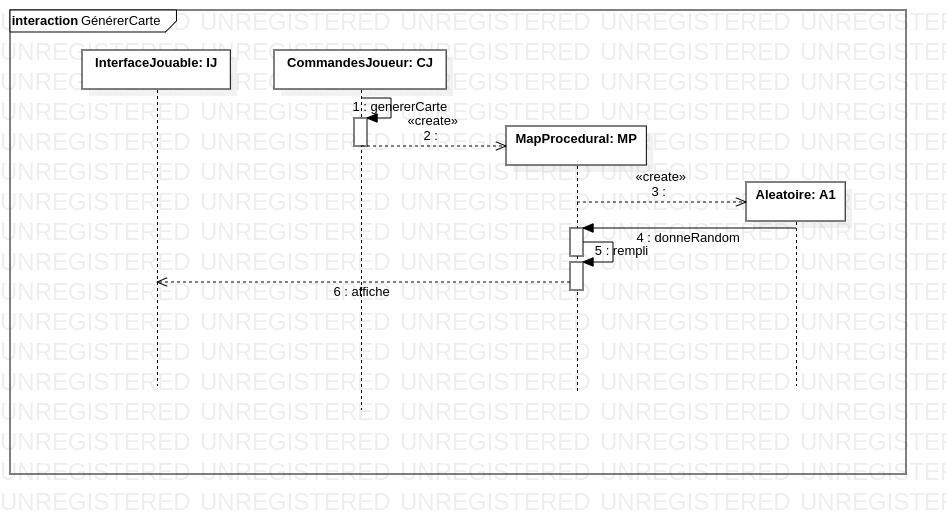 interaction GénérerCarte
InterfaceJouable: IJ
CommandesJoueur: CJ
1 : genererCarte
«create»
2 :
MapProcedural: MP
«create»
3 :
Aleatoire: A1
4 : donneRandom
5 : rempli
6 : affiche
UNREGISTERED UNREGISTERED UNREGISTERED UNREGISTERED UNREGISTERED